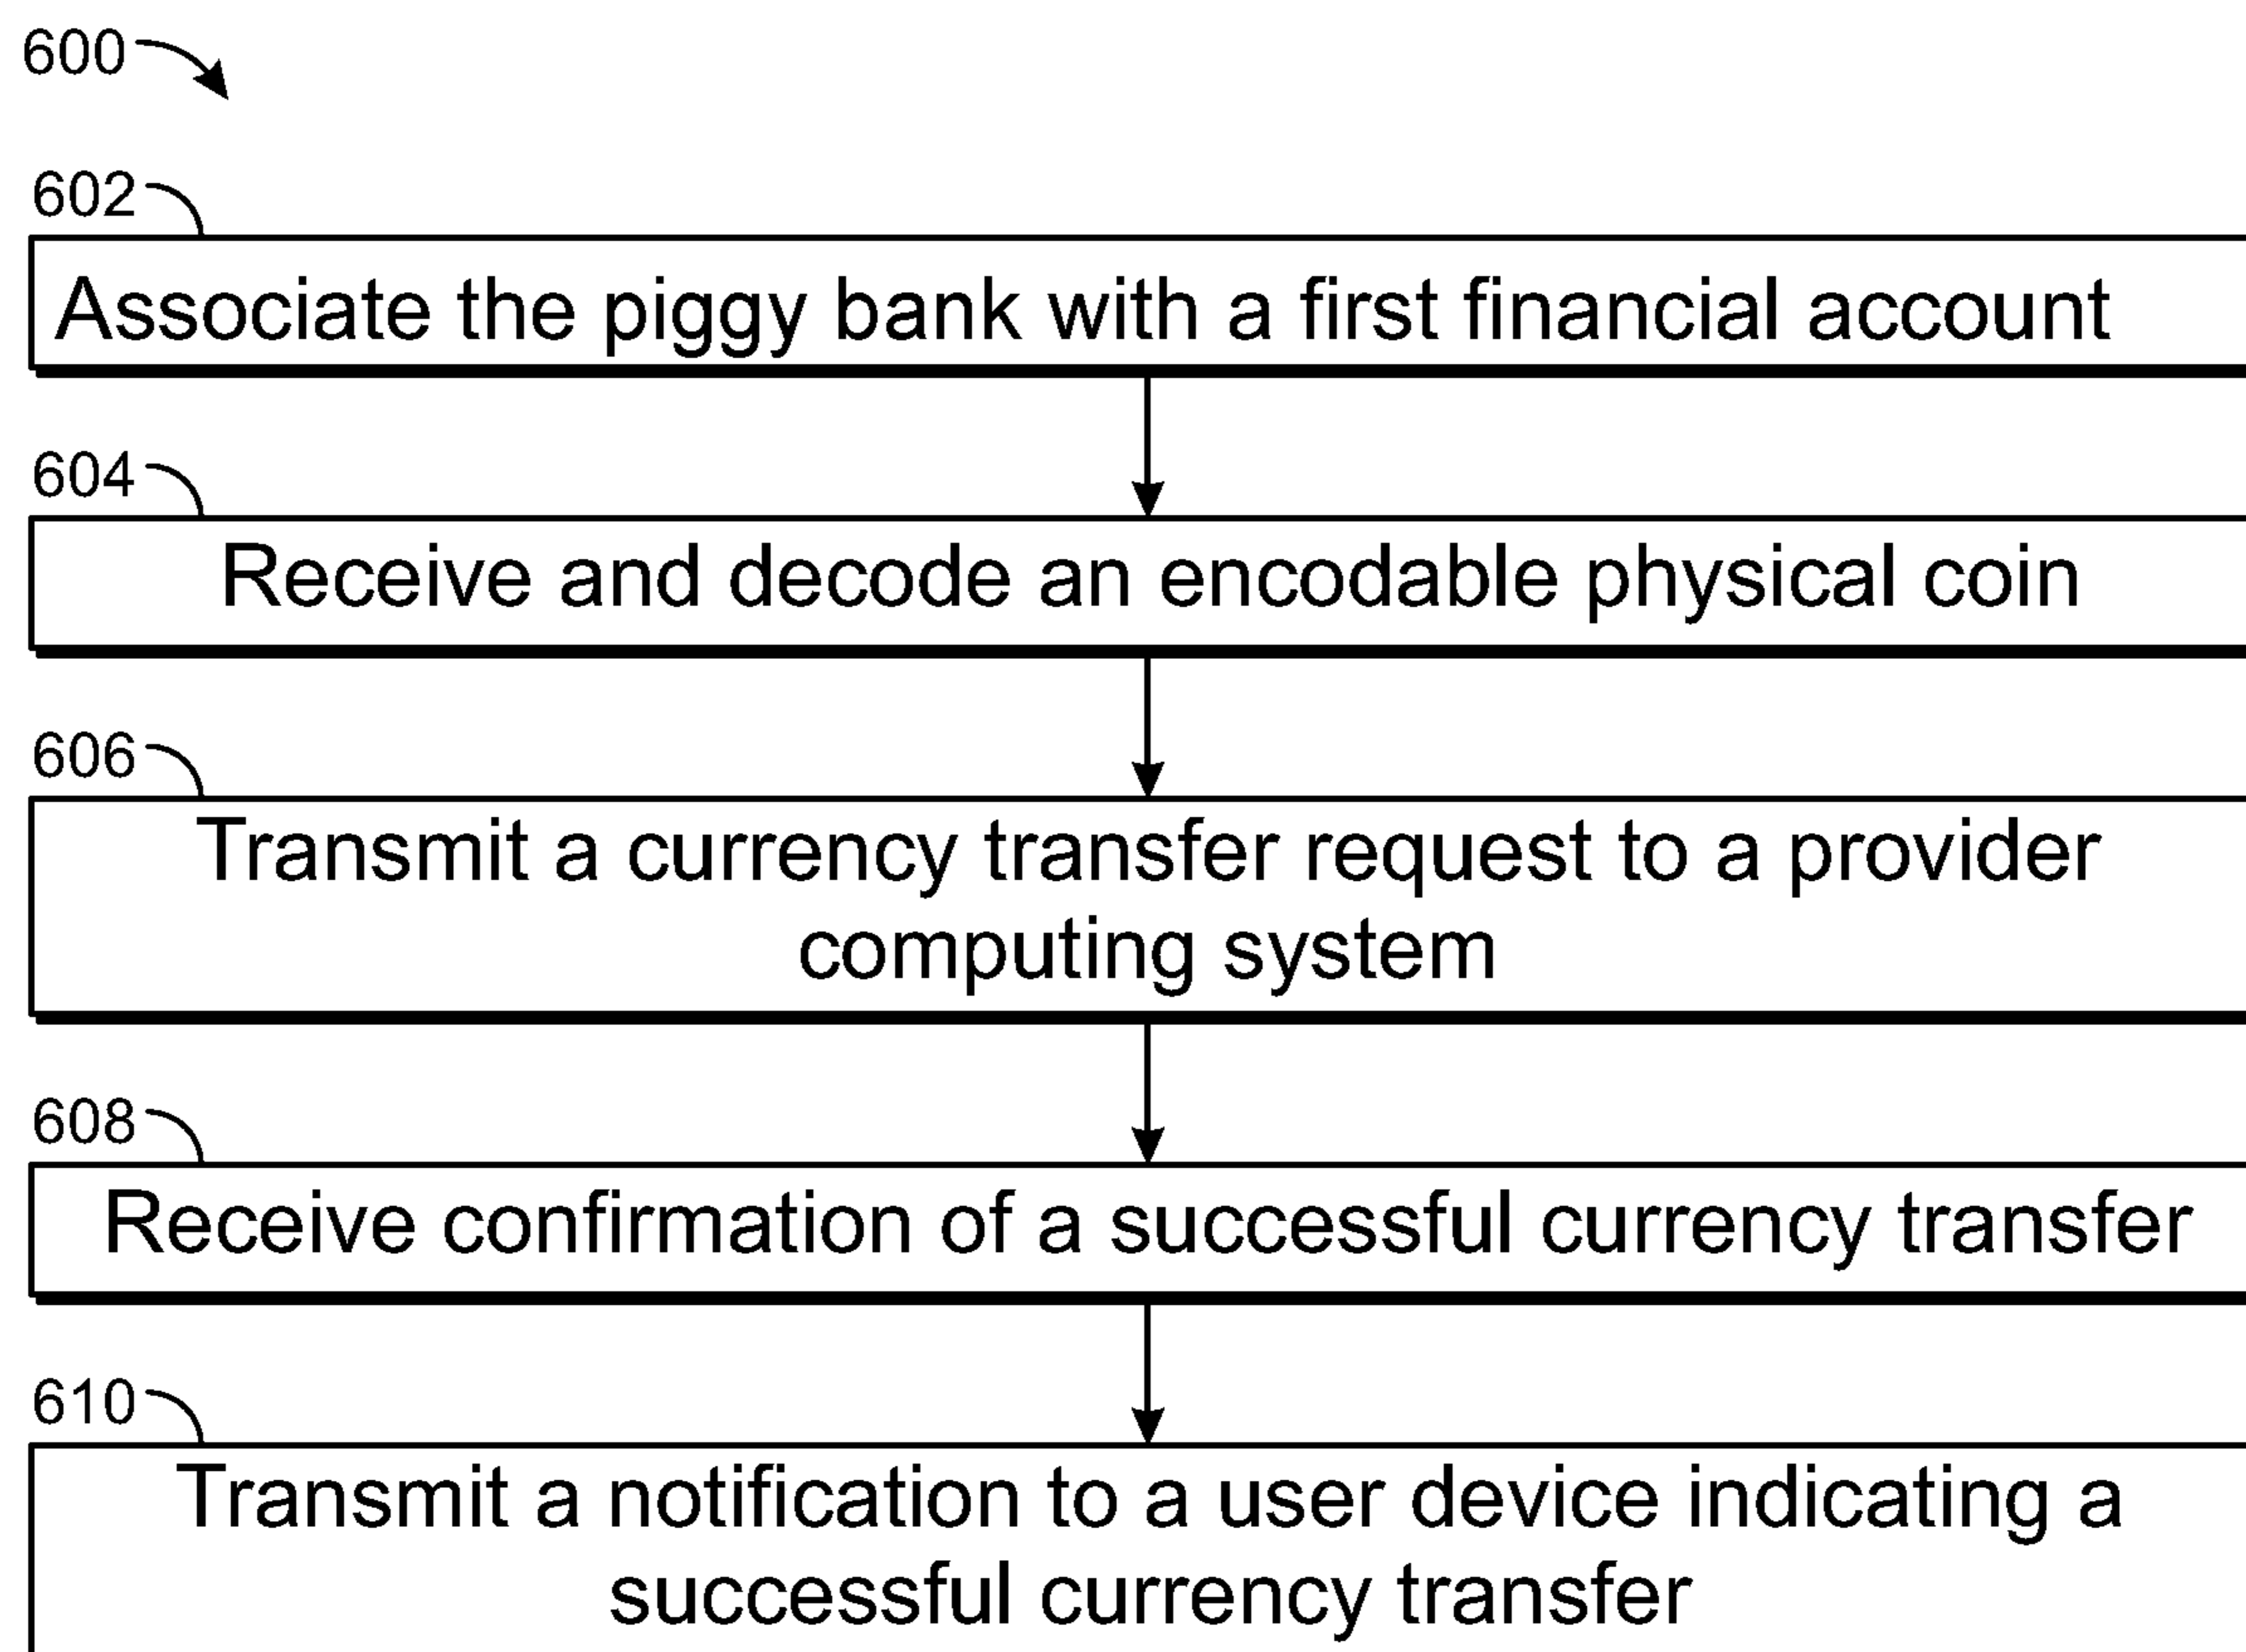 600
602
Associate the piggy bank with a first financial account
604
Receive and decode an encodable physical coin
606
Transmit a currency transfer request to a provider
computing system
608
Receive confirmation of a successful currency transfer
610
Transmit a notification to a user device indicating a
successful currency transfer